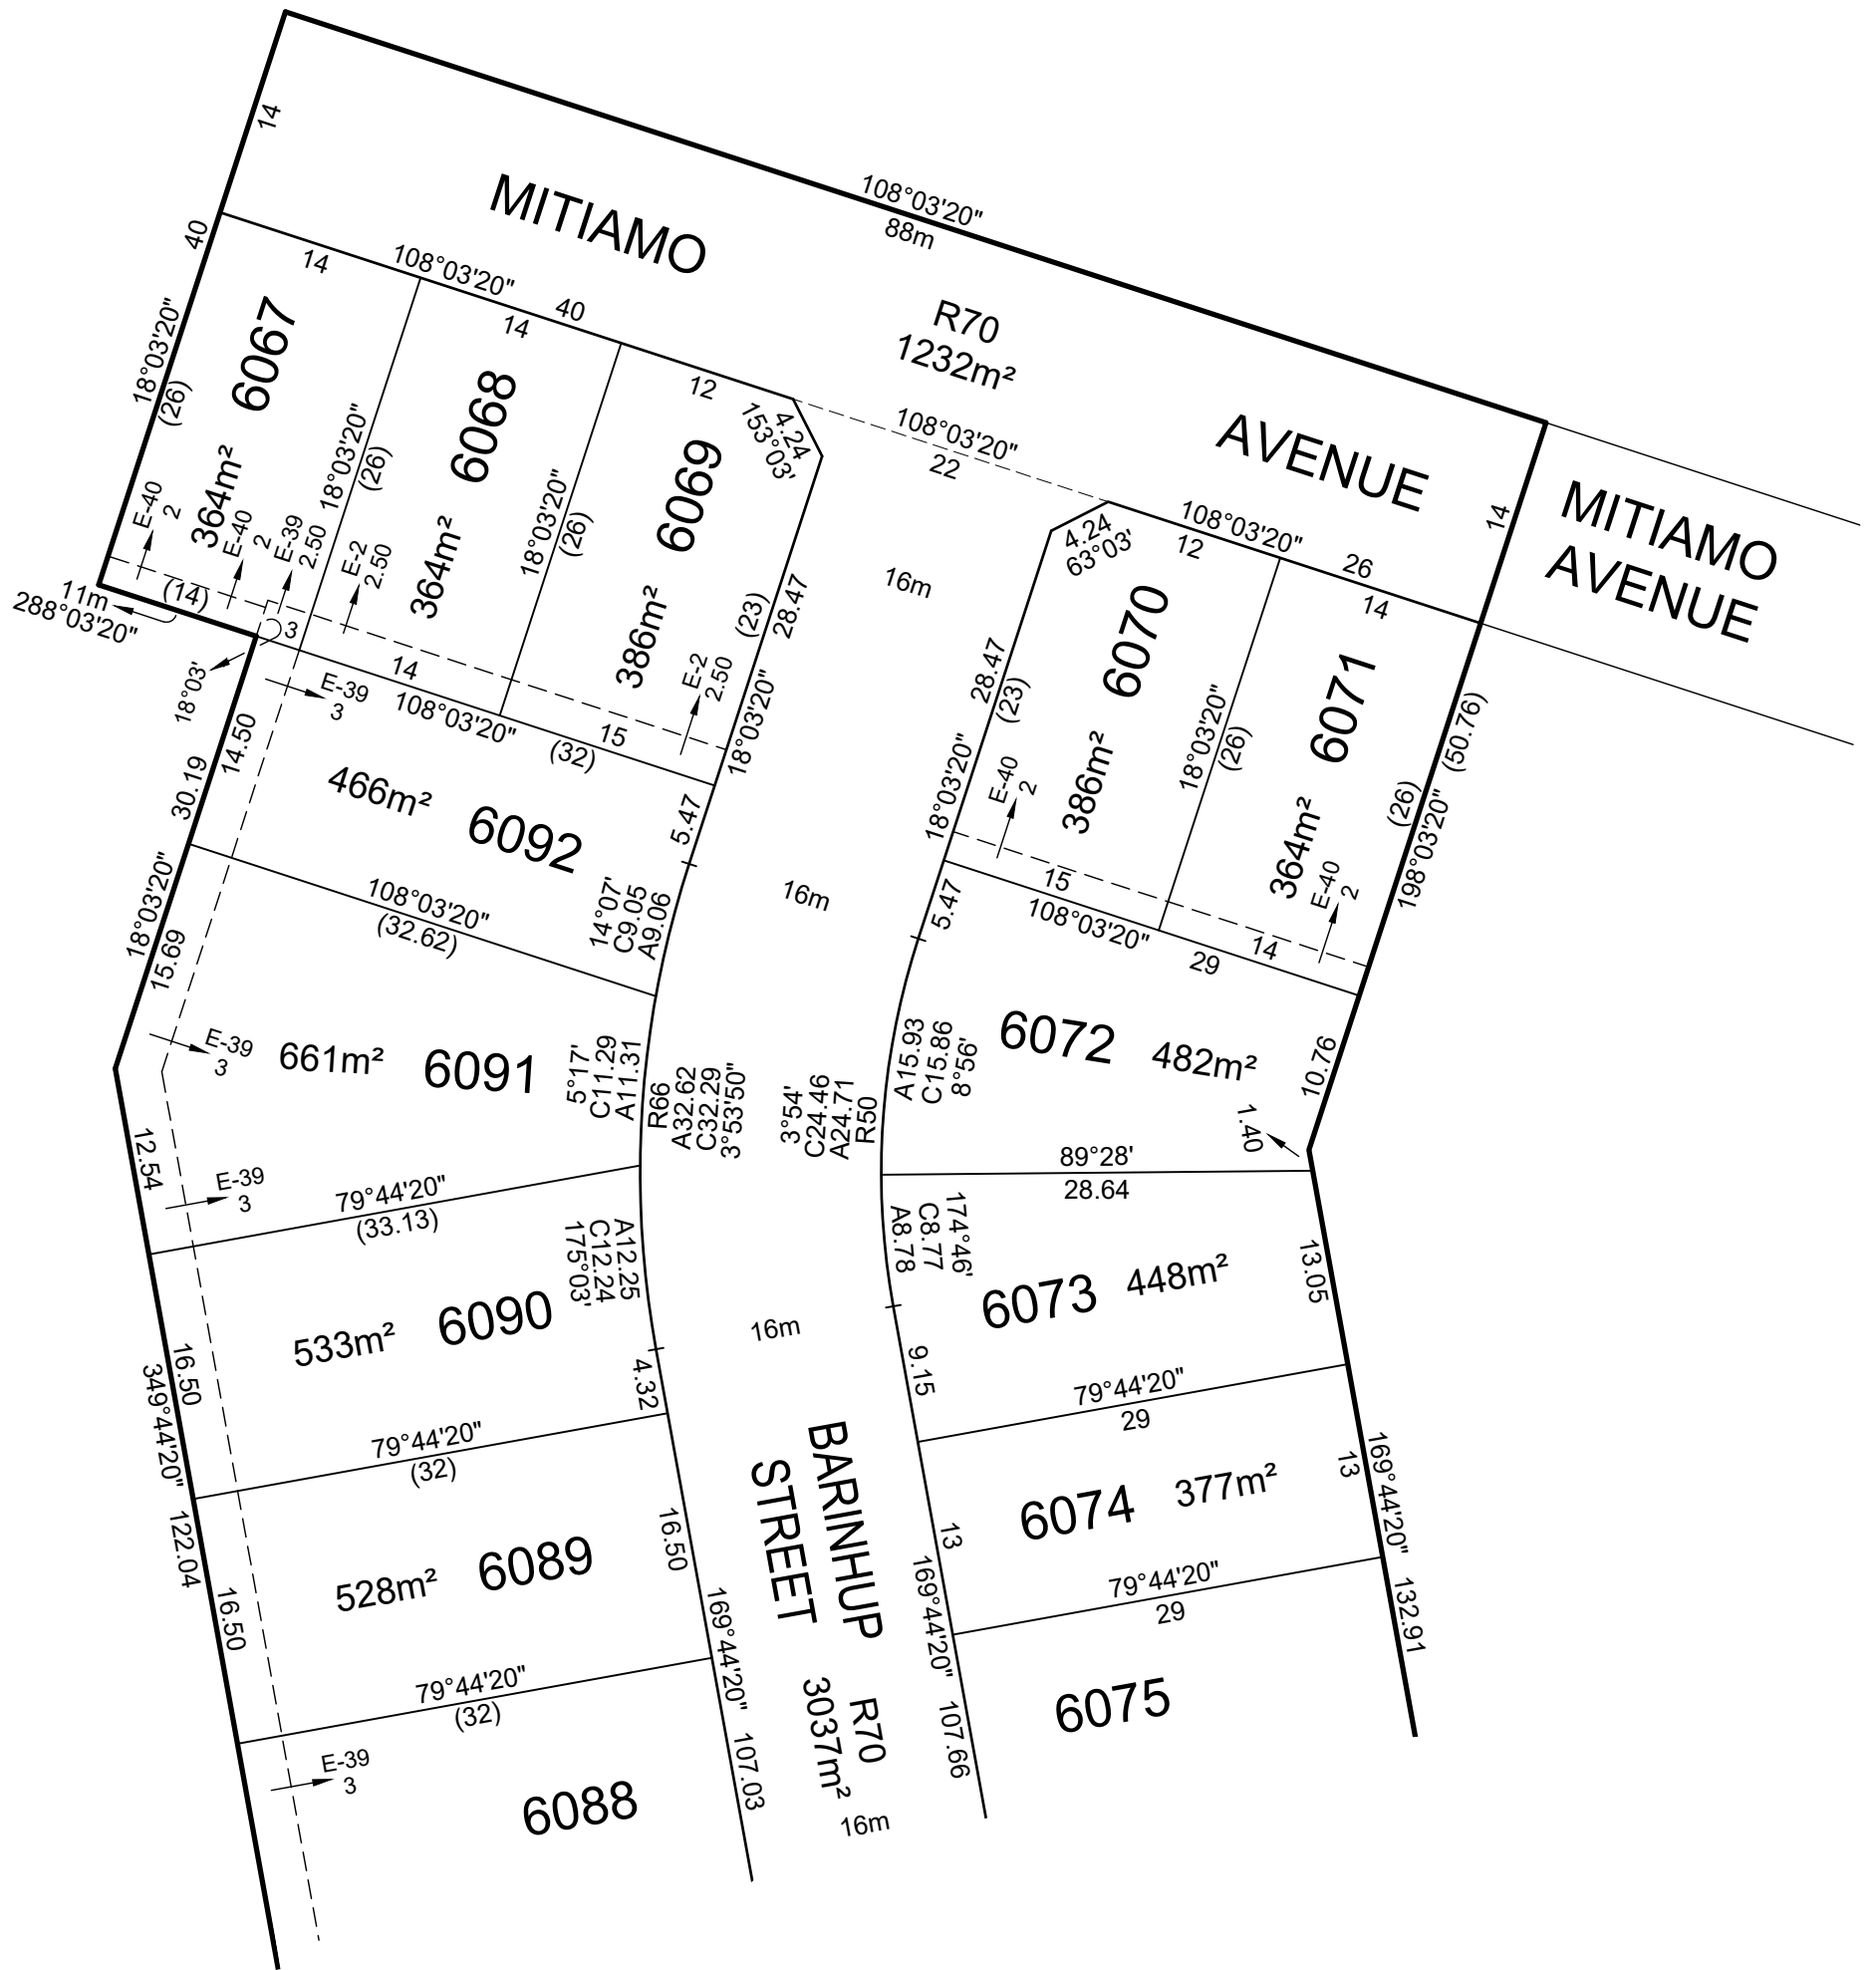 14
108°03'20"
88m
MITIAMO
40
14
108°03'20"
40
14
12
R70
1232m²
18°03'20"
(26)
6067
364m²
E-40
2
E-40
2
E-39
2.50
18°03'20"
(26)
6068
364m²
E-2
2.50
18°03'20"
(26)
6069
386m²
4.24
153°03'
108°03'20"
22
AVENUE
MITIAMO
AVENUE
14
4.24
63°03'
108°03'20"
12
26
14
11m
288°03'20"
(14)
3
18°03'
14
108°03'20"
(32)
15
E-2
2.50
(23)
28.47
18°03'20"
16m
28.47
(23)
18°03'20"
6070
386m²
E-40
2
18°03'20"
(26)
6071
364m²
E-40
2
(26)
(50.76)
198°03'20"
E-39
3
14.50
30.19
466m²
6092
5.47
16m
5.47
15
108°03'20"
14
29
18°03'20"
15.69
108°03'20"
(32.62)
14°07'
C9.05
A9.06
E-39
3
661m²
6091
5°17'
C11.29
A11.31
R66
A32.62
C32.29
3°53'50"
3°54'
C24.46
A24.71
R50
A15.93
C15.86
8°56'
6072
482m²
10.76
1.40
12.54
E-39
3
79°44'20"
(33.13)
89°28'
28.64
A12.25
C12.24
175°03'
174°46'
C8.77
A8.78
6073
448m²
13.05
533m²
6090
16m
16.50
349°44'20"
122.04
4.32
9.15
79°44'20"
29
79°44'20"
(32)
BARINHUP
STREET
6074
377m²
13
169°44'20"
132.91
528m²
6089
16.50
16.50
13
169°44'20"
107.66
79°44'20"
29
79°44'20"
(32)
169°44'20"
107.03
R70
3037m²
6075
E-39
3
6088
16m